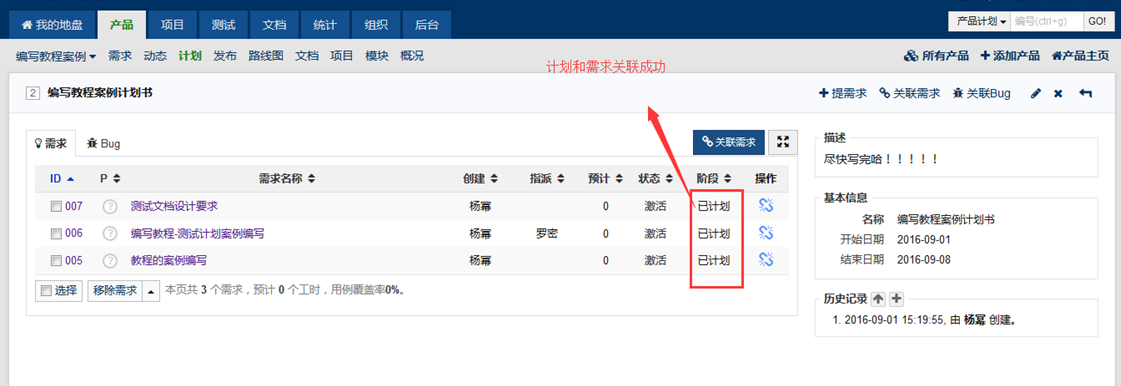 我的地盘 产品 项目 测试 文档 统计 组织 后台 产品计划 编号(ctrl+g) GO!
编写教程案例 需求 动态 计划 发布 路线图 文档 项目 模块 概况 所有产品 添加产品 产品主页
计划和需求关联成功
2 编写教程案例计划书 提需求 关联需求 关联Bug
需求 Bug 关联需求
ID P 需求名称 创建 指派 预计 状态 阶段 操作
007 ? 测试文档设计要求 杨幂 0 激活 已计划
006 ? 编写教程-测试计划案例编写 杨幂 罗密 0 激活 已计划
005 ? 教程的案例编写 杨幂 0 激活 已计划
选择 移除需求 本页共 3 个需求，预计 0 个工时，用例覆盖率0%。
描述
尽快写完哈！！！！！
基本信息
名称 编写教程案例计划书
开始日期 2016-09-01
结束日期 2016-09-08
历史记录
1. 2016-09-01 15:19:55, 由 杨幂 创建。